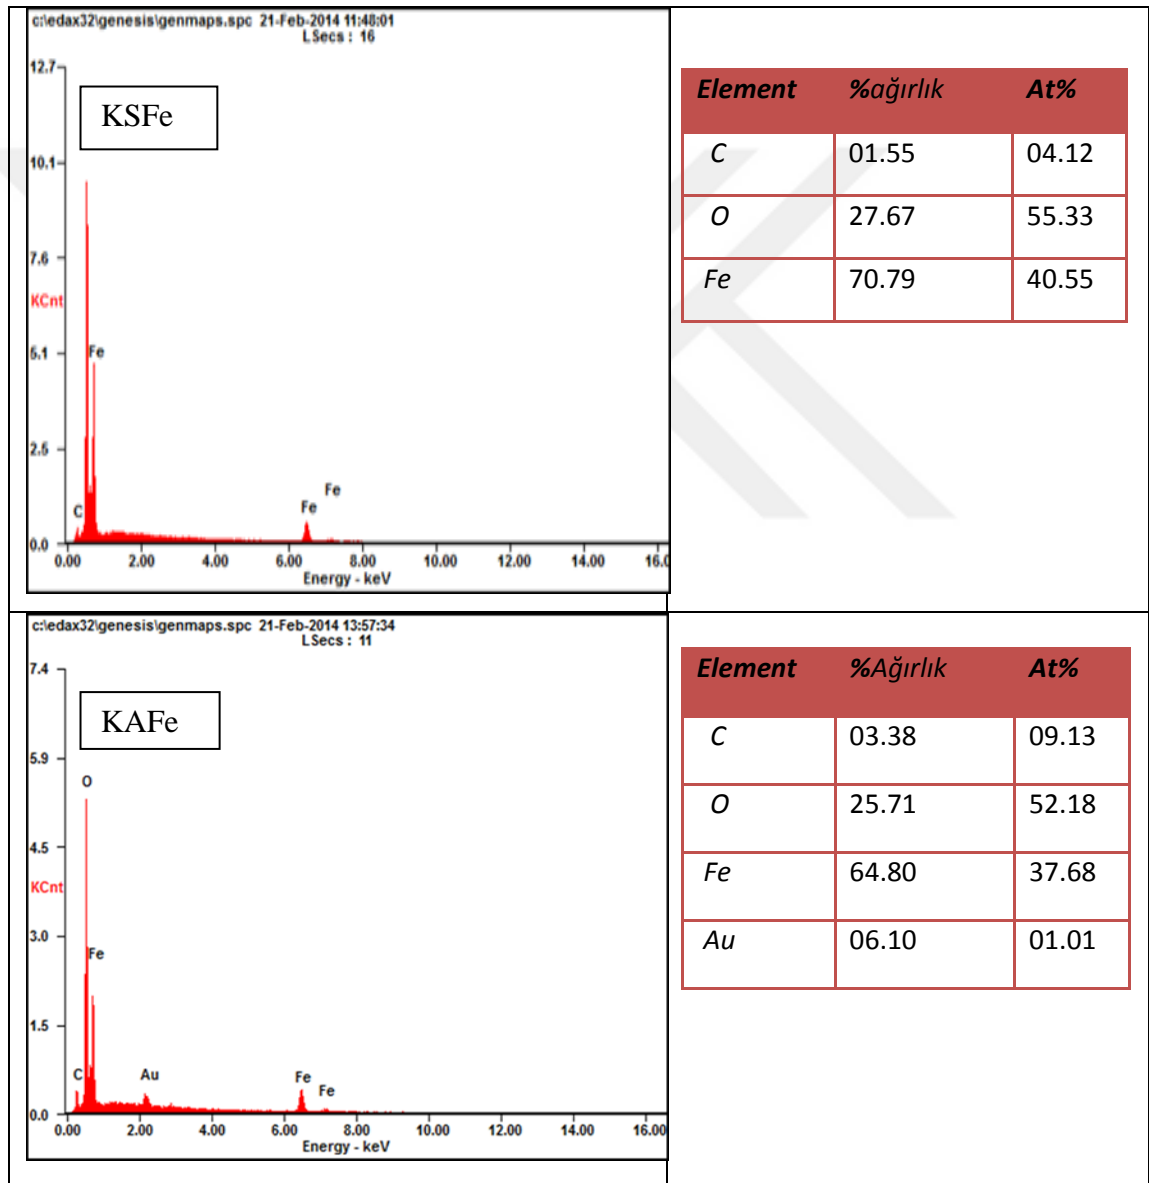 c:\edax32\genesis\genmaps.spc 21-Feb-2014 11:48:01
LSecs : 16
12.7
KSFe
10.1
7.6
KCnt
5.1
Fe
2.5
C
Fe
Fe
0.0
0.00 2.00 4.00 6.00 8.00 10.00 12.00 14.00 16.0
Energy - keV
Element %ağırlık At%
C 01.55 04.12
O 27.67 55.33
Fe 70.79 40.55
c:\edax32\genesis\genmaps.spc 21-Feb-2014 13:57:34
LSecs : 11
7.4
KAFe
5.9
O
4.5
KCnt
3.0
Fe
1.5
C Au Fe Fe
0.0
0.00 2.00 4.00 6.00 8.00 10.00 12.00 14.00 16.00
Energy - keV
Element %Ağırlık At%
C 03.38 09.13
O 25.71 52.18
Fe 64.80 37.68
Au 06.10 01.01